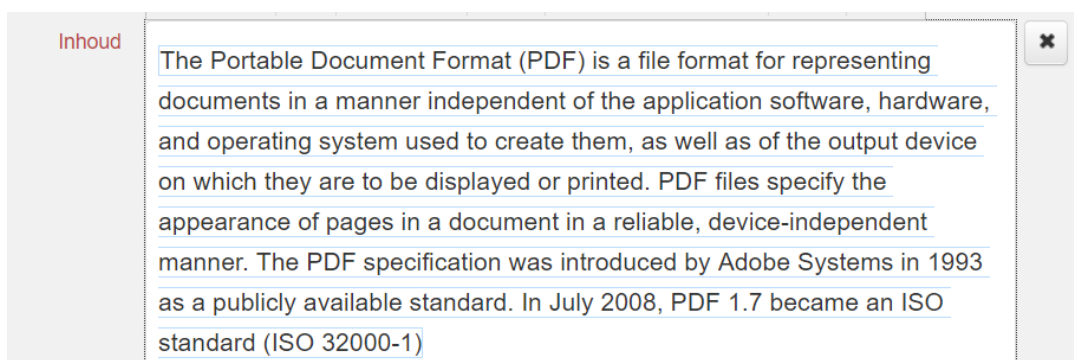 Inhoud
The Portable Document Format (PDF) is a file format for representing
documents in a manner independent of the application software, hardware,
and operating system used to create them, as well as of the output device
on which they are to be displayed or printed. PDF files specify the
appearance of pages in a document in a reliable, device-independent
manner. The PDF specification was introduced by Adobe Systems in 1993
as a publicly available standard. In July 2008, PDF 1.7 became an ISO
standard (ISO 32000-1)